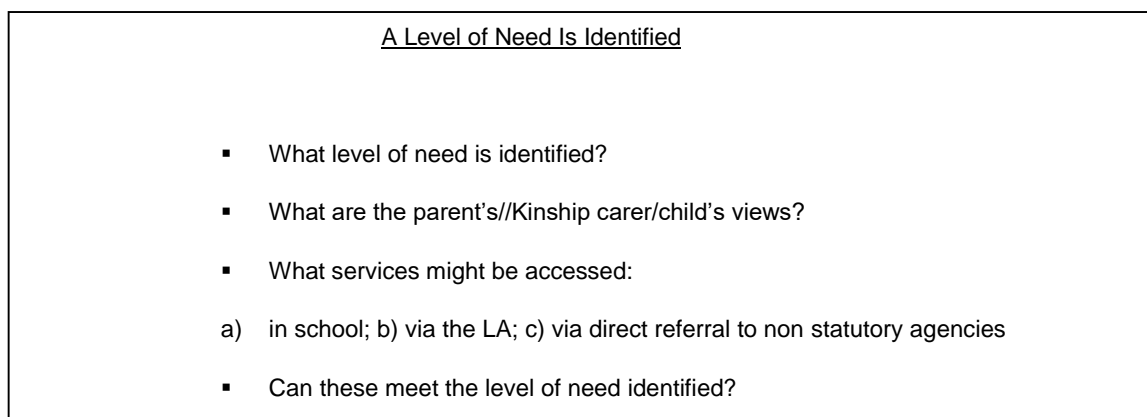 A Level of Need Is Identified
▪ What level of need is identified?
▪ What are the parent's//Kinship carer/child's views?
▪ What services might be accessed:
a) in school; b) via the LA; c) via direct referral to non statutory agencies
▪ Can these meet the level of need identified?